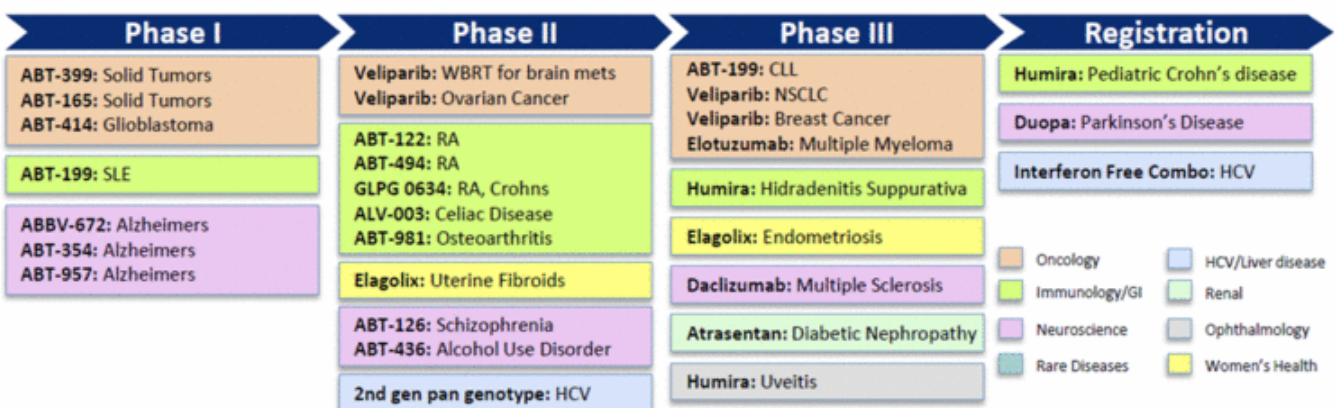 Phase I
ABT-399: Solid Tumors
ABT-165: Solid Tumors
ABT-414: Glioblastoma
ABT-199: SLE
ABBV-672: Alzheimers
ABT-354: Alzheimers
ABT-957: Alzheimers
Phase II
Veliparib: WBRT for brain mets
Veliparib: Ovarian Cancer
ABT-122: RA
ABT-494: RA
GLPG 0634: RA, Crohns
ALV-003: Celiac Disease
ABT-981: Osteoarthritis
Elagolix: Uterine Fibroids
ABT-126: Schizophrenia
ABT-436: Alcohol Use Disorder
2nd gen pan genotype: HCV
Phase III
ABT-199: CLL
Veliparib: NSCLC
Veliparib: Breast Cancer
Elotuzumab: Multiple Myeloma
Humira: Hidradenitis Suppurativa
Elagolix: Endometriosis
Daclizumab: Multiple Sclerosis
Atrasentan: Diabetic Nephropathy
Humira: Uveitis
Registration
Humira: Pediatric Crohn's disease
Duopa: Parkinson's Disease
Interferon Free Combo: HCV
Oncology
Immunology/GI
Neuroscience
Rare Diseases
HCV/Liver disease
Renal
Ophthalmology
Women's Health